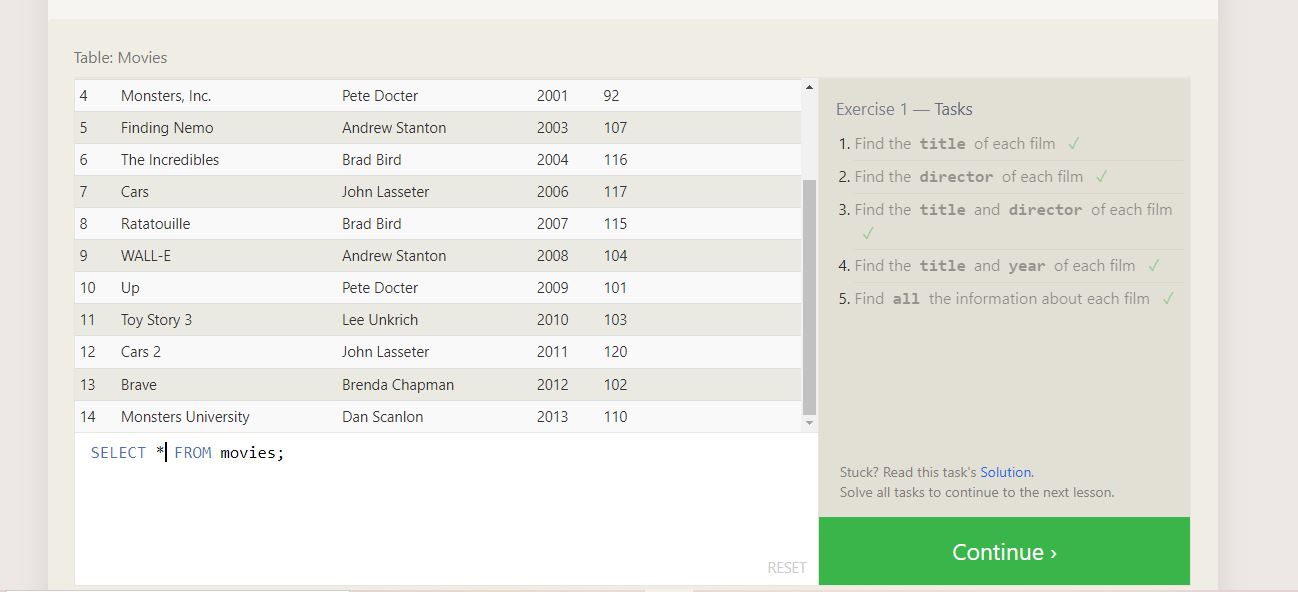 Table: Movies
4 Monsters, Inc. Pete Docter 2001 92
5 Finding Nemo Andrew Stanton 2003 107
6 The Incredibles Brad Bird 2004 116
7 Cars John Lasseter 2006 117
8 Ratatouille Brad Bird 2007 115
9 WALL-E Andrew Stanton 2008 104
10 Up Pete Docter 2009 101
11 Toy Story 3 Lee Unkrich 2010 103
12 Cars 2 John Lasseter 2011 120
13 Brave Brenda Chapman 2012 102
14 Monsters University Dan Scanlon 2013 110
SELECT * FROM movies;
RESET
Exercise 1 — Tasks
1. Find the title of each film ✓
2. Find the director of each film ✓
3. Find the title and director of each film
✓
4. Find the title and year of each film ✓
5. Find all the information about each film ✓
Stuck? Read this task's Solution.
Solve all tasks to continue to the next lesson.
Continue ›